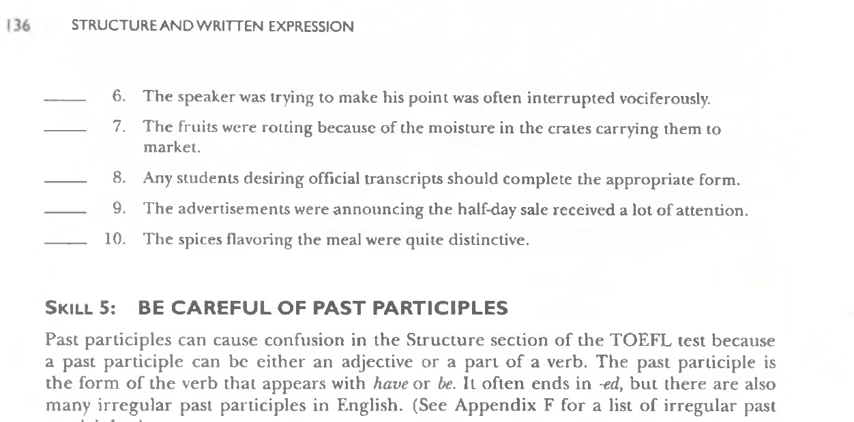 136 STRUCTURE AND WRITTEN EXPRESSION
____ 6. The speaker was trying to make his point was often interrupted vociferously.
____ 7. The fruits were rotting because of the moisture in the crates carrying them to
market.
____ 8. Any students desiring official transcripts should complete the appropriate form.
____ 9. The advertisements were announcing the half-day sale received a lot of attention.
____ 10. The spices flavoring the meal were quite distinctive.
SKILL 5: BE CAREFUL OF PAST PARTICIPLES
Past participles can cause confusion in the Structure section of the TOEFL test because
a past participle can be either an adjective or a part of a verb. The past participle is
the form of the verb that appears with have or be. It often ends in -ed, but there are also
many irregular past participles in English. (See Appendix F for a list of irregular past